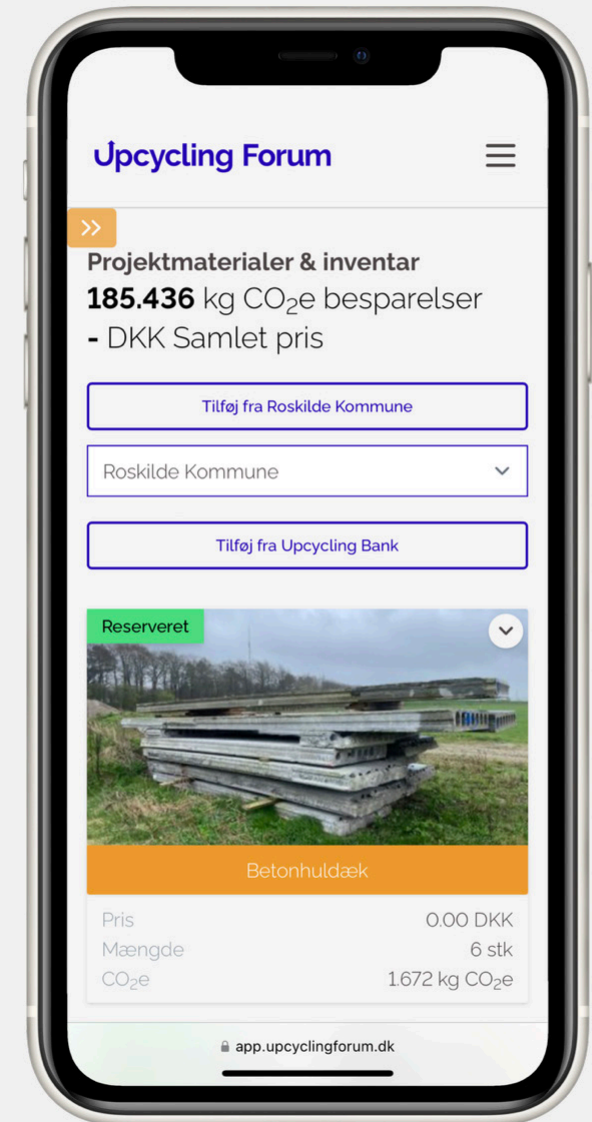 Upcycling Forum
Projektmaterialer & inventar
185.436 kg CO₂e besparelser
- DKK Samlet pris
Tilføj fra Roskilde Kommune
Roskilde Kommune
Tilføj fra Upcycling Bank
Reserveret
Betonhuldæk
Pris 0.00 DKK
Mængde 6 stk
CO₂e 1.672 kg CO₂e
app.upcyclingforum.dk